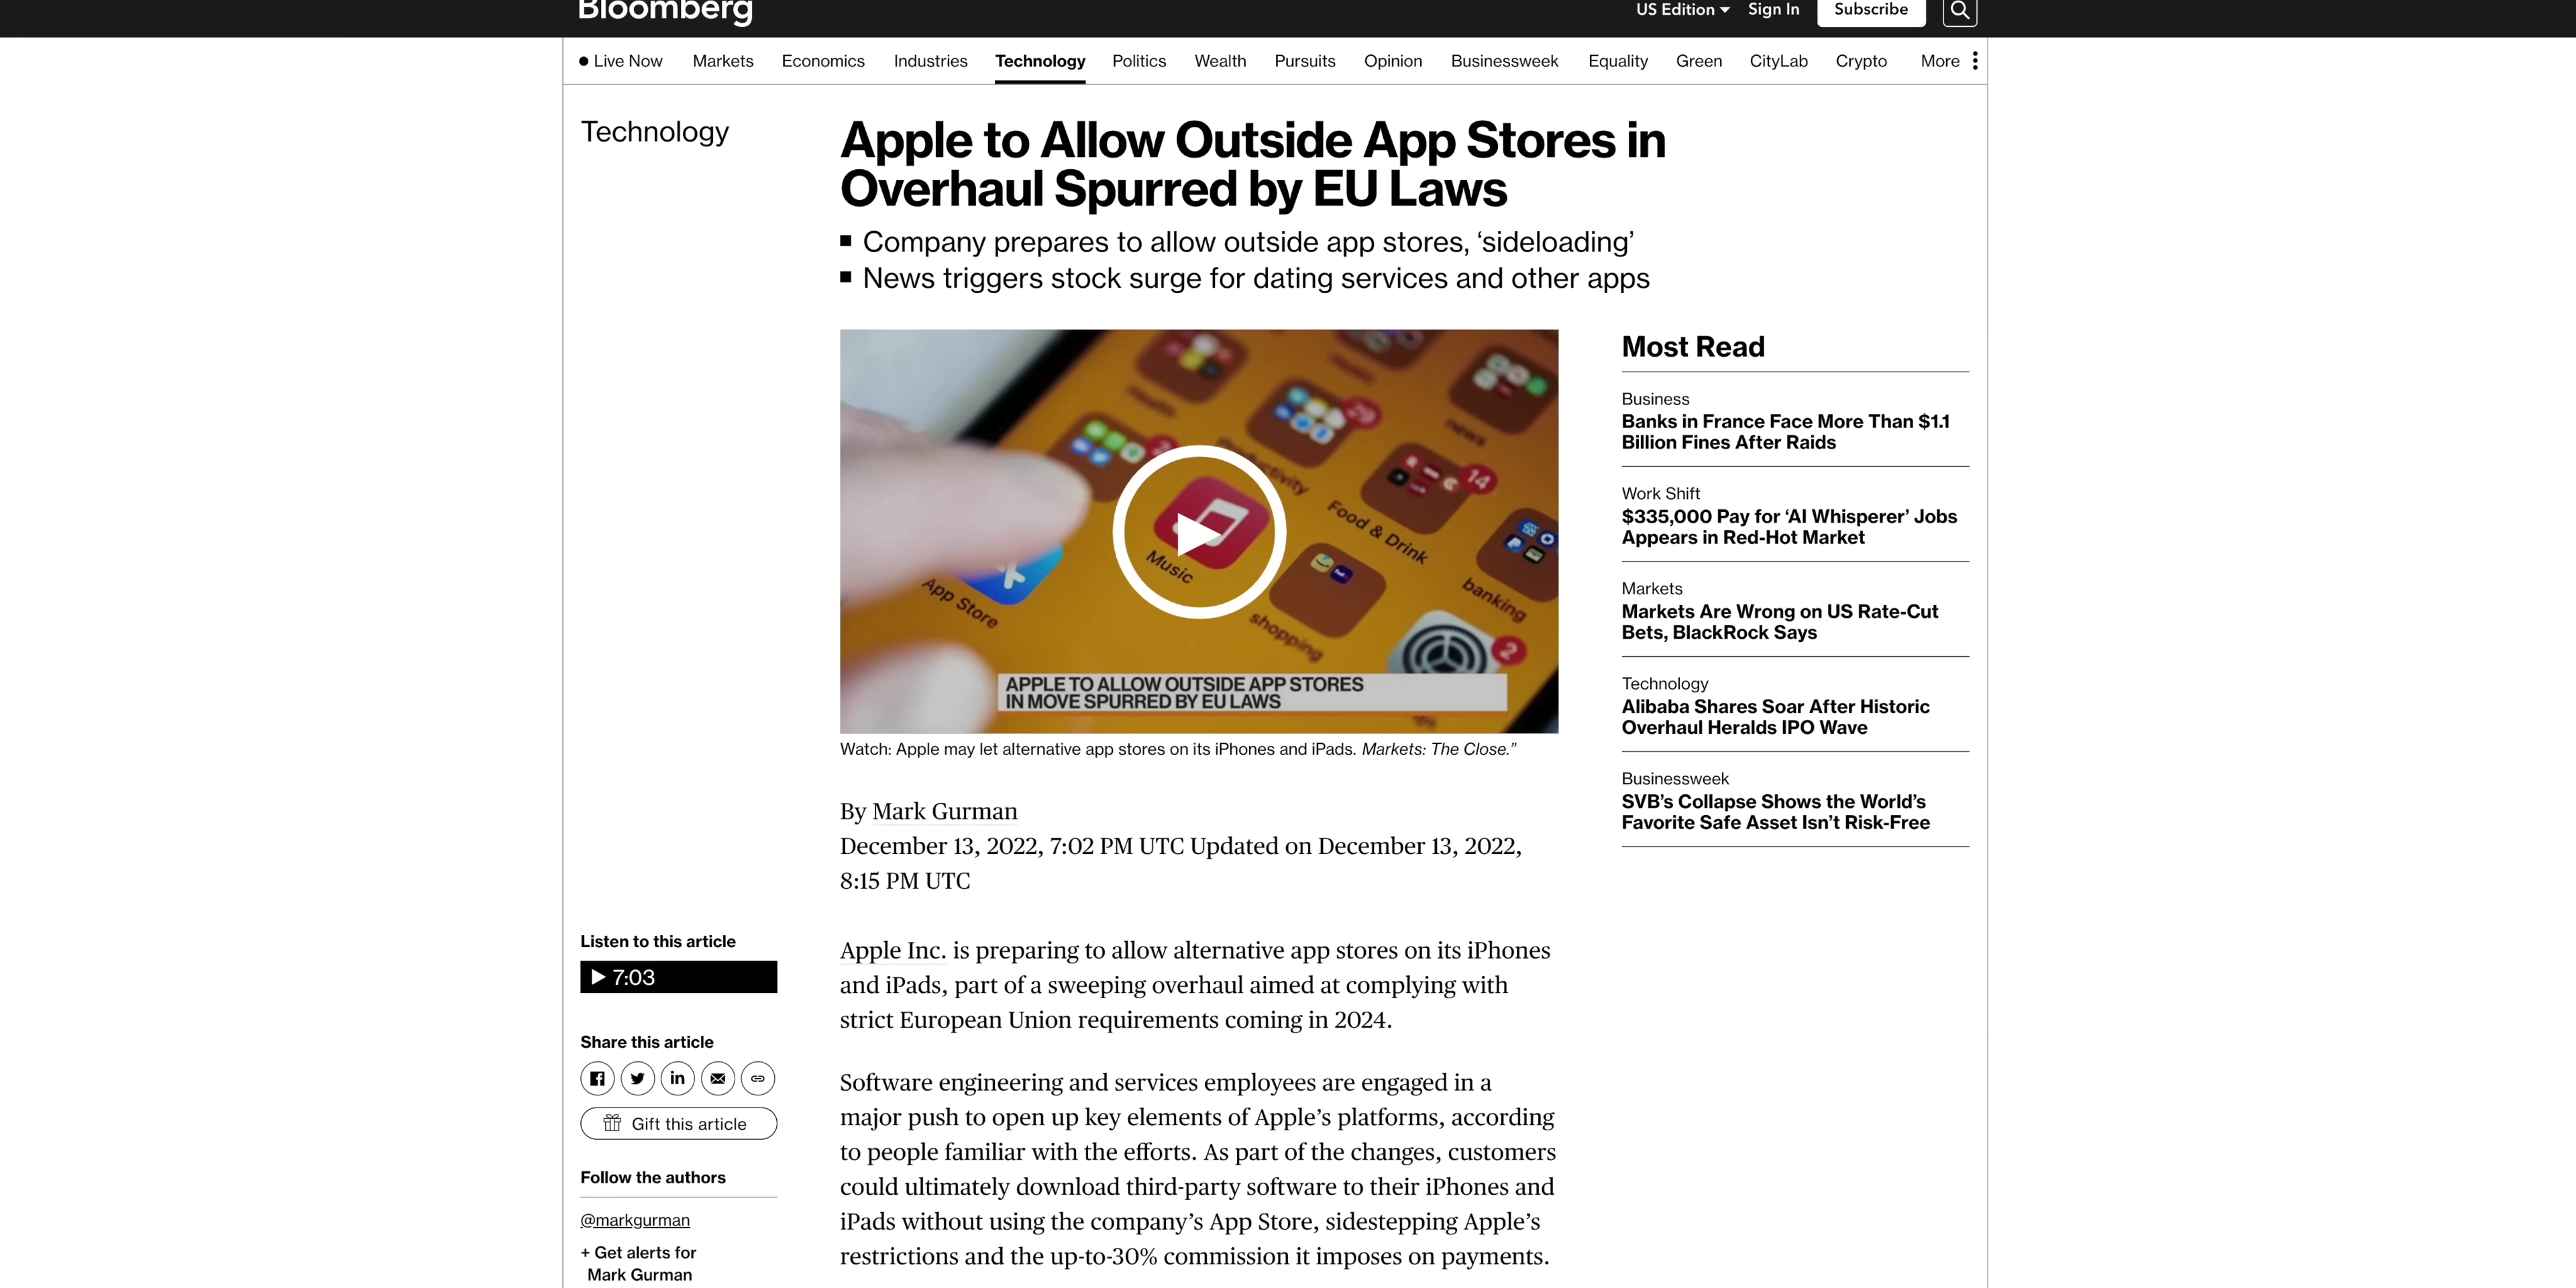 Bloomberg
US Edition Sign In Subscribe
Live Now Markets Economics Industries Technology Politics Wealth Pursuits Opinion Businessweek Equality Green CityLab Crypto More
Technology
Apple to Allow Outside App Stores in
Overhaul Spurred by EU Laws
Company prepares to allow outside app stores, ‘sideloading’
News triggers stock surge for dating services and other apps
Health
news
29
2
Productivity
14
Food & Drink
Music
App Store
banking
shopping
2
APPLE TO ALLOW OUTSIDE APP STORES
IN MOVE SPURRED BY EU LAWS
Watch: Apple may let alternative app stores on its iPhones and iPads. Markets: The Close.”
Most Read
Business
Banks in France Face More Than $1.1
Billion Fines After Raids
Work Shift
$335,000 Pay for ‘AI Whisperer’ Jobs
Appears in Red-Hot Market
Markets
Markets Are Wrong on US Rate-Cut
Bets, BlackRock Says
Technology
Alibaba Shares Soar After Historic
Overhaul Heralds IPO Wave
Businessweek
SVB’s Collapse Shows the World’s
Favorite Safe Asset Isn’t Risk-Free
By Mark Gurman
December 13, 2022, 7:02 PM UTC Updated on December 13, 2022,
8:15 PM UTC
Listen to this article
7:03
Share this article
Gift this article
Follow the authors
@markgurman
+ Get alerts for
Mark Gurman
Apple Inc. is preparing to allow alternative app stores on its iPhones
and iPads, part of a sweeping overhaul aimed at complying with
strict European Union requirements coming in 2024.
Software engineering and services employees are engaged in a
major push to open up key elements of Apple’s platforms, according
to people familiar with the efforts. As part of the changes, customers
could ultimately download third-party software to their iPhones and
iPads without using the company’s App Store, sidestepping Apple’s
restrictions and the up-to-30% commission it imposes on payments.